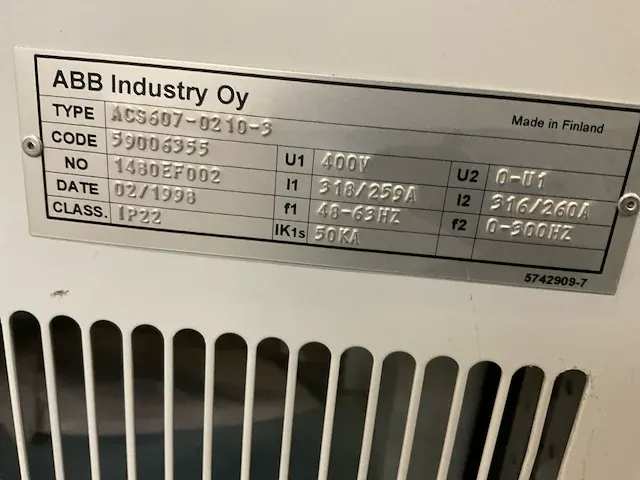 ABB Industry Oy
Made in Finland
TYPE ACS607-0210-3
CODE 59006355 U1 400V U2 0-U1
NO 1480EF002 I1 318/259A I2 316/260A
DATE 02/1998 f1 48-63HZ f2 0-300HZ
CLASS. IP22 IK1s 50KA
5742909-7